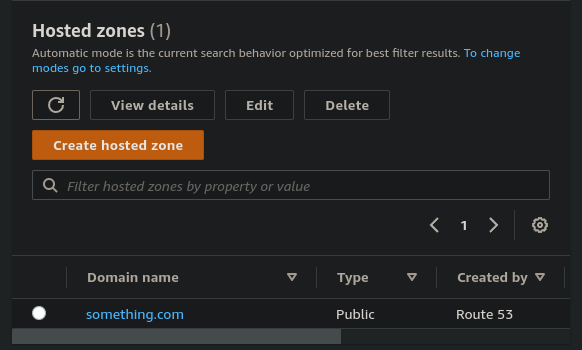 Hosted zones (1)
Automatic mode is the current search behavior optimized for best filter results. To change
modes go to settings.
View details
Edit
Delete
Create hosted zone
Filter hosted zones by property or value
1
Domain name
Type
Created by
something.com
Public
Route 53